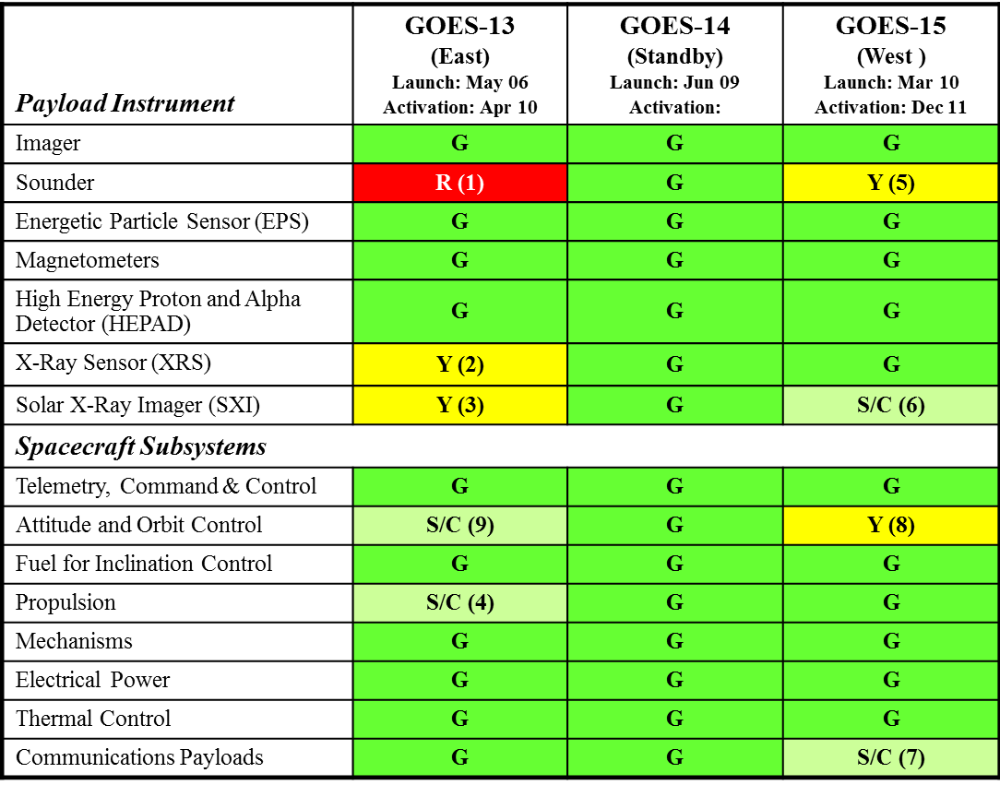 Payload Instrument
GOES-13
(East)
Launch: May 06
Activation: Apr 10
GOES-14
(Standby)
Launch: Jun 09
Activation:
GOES-15
(West )
Launch: Mar 10
Activation: Dec 11
Imager G G G
Sounder R (1) G Y (5)
Energetic Particle Sensor (EPS) G G G
Magnetometers G G G
High Energy Proton and Alpha
Detector (HEPAD) G G G
X-Ray Sensor (XRS) Y (2) G G
Solar X-Ray Imager (SXI) Y (3) G S/C (6)
Spacecraft Subsystems
Telemetry, Command & Control G G G
Attitude and Orbit Control S/C (9) G Y (8)
Fuel for Inclination Control G G G
Propulsion S/C (4) G G
Mechanisms G G G
Electrical Power G G G
Thermal Control G G G
Communications Payloads G G S/C (7)